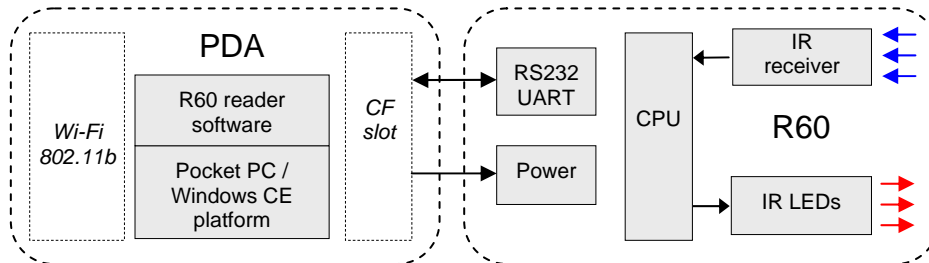 PDA
Wi-Fi
802.11b
R60 reader
software
Pocket PC /
Windows CE
platform
CF
slot
RS232
UART
Power
CPU
IR
receiver
R60
IR LEDs